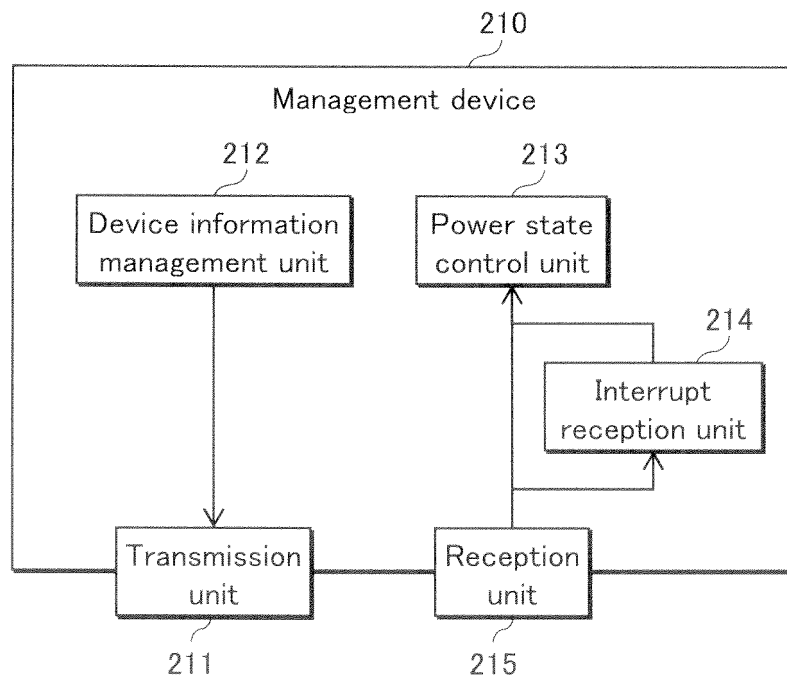 210
Management device
212
213
Device information
management unit
Power state
control unit
214
Interrupt
reception unit
Transmission
unit
Reception
unit
211
215